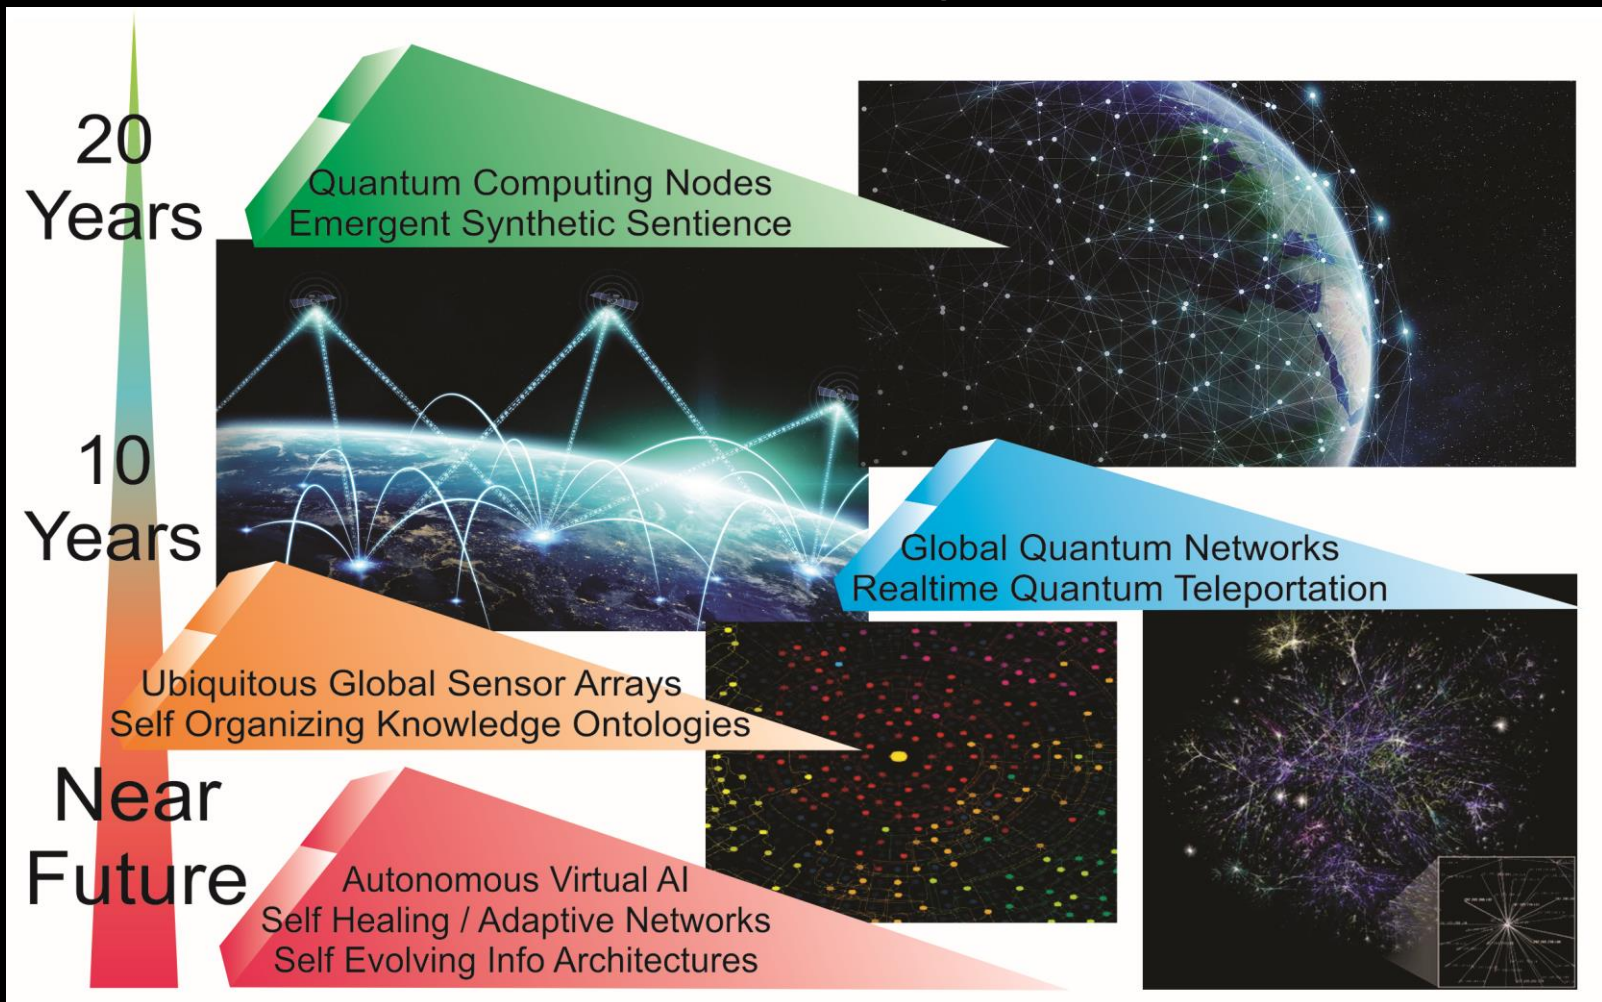 20
Years
Quantum Computing Nodes
Emergent Synthetic Sentience
10
Years
Global Quantum Networks
Realtime Quantum Teleportation
Ubiquitous Global Sensor Arrays
Self Organizing Knowledge Ontologies
Near
Future
Autonomous Virtual AI
Self Healing / Adaptive Networks
Self Evolving Info Architectures